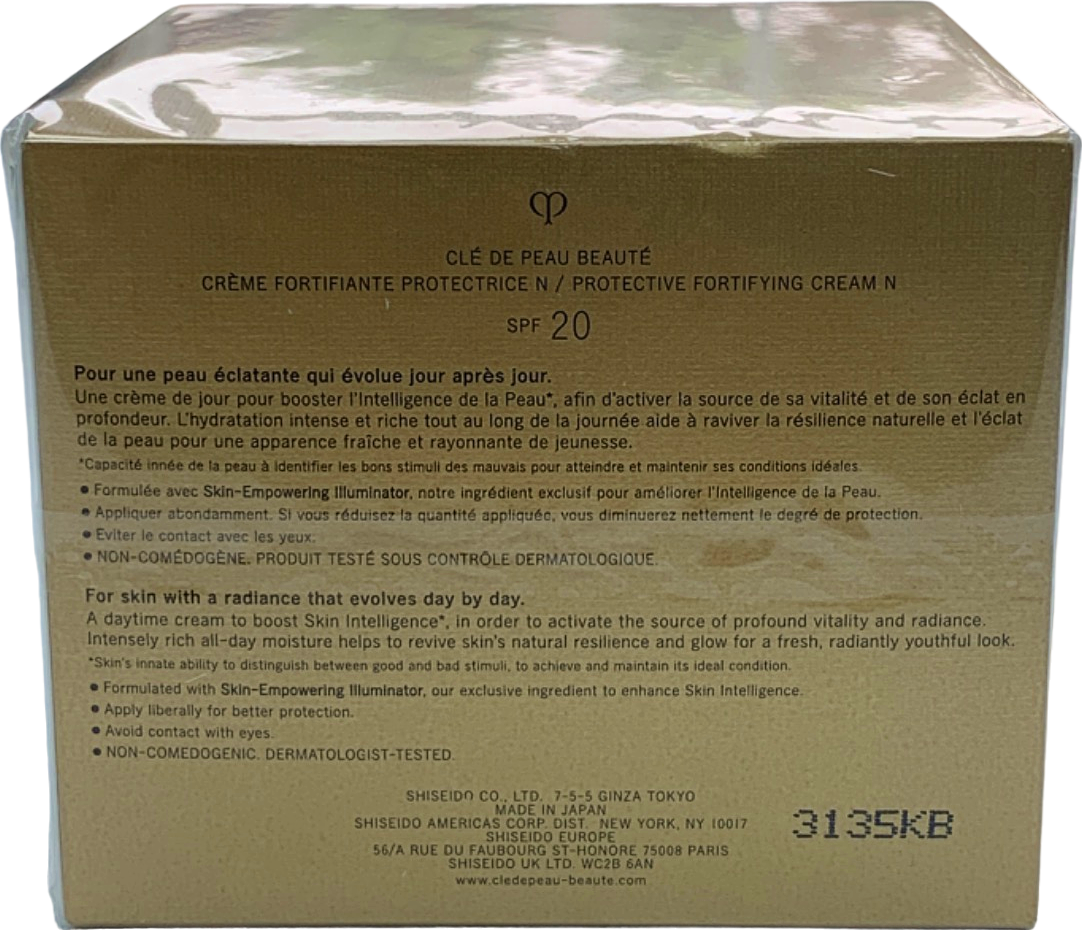 CLÉ DE PEAU BEAUTÉ
CRÈME FORTIFIANTE PROTECTRICE N / PROTECTIVE FORTIFYING CREAM N
SPF 20
Pour une peau éclatante qui évolue jour après jour.
Une crème de jour pour booster l'Intelligence de la Peau*, afin d'activer la source de sa vitalité et de son éclat en
profondeur. L'hydratation intense et riche tout au long de la journée aide à raviver la résilience naturelle et l'éclat
de la peau pour une apparence fraîche et rayonnante de jeunesse.
*Capacité innée de la peau à identifier les bons stimuli des mauvais pour atteindre et maintenir ses conditions idéales.
● Formulée avec Skin-Empowering Illuminator, notre ingrédient exclusif pour améliorer l'Intelligence de la Peau.
● Appliquer abondamment. Si vous réduisez la quantité appliquée, vous diminuerez nettement le degré de protection.
● Eviter le contact avec les yeux.
● NON-COMÉDOGÈNE. PRODUIT TESTÉ SOUS CONTRÔLE DERMATOLOGIQUE.
For skin with a radiance that evolves day by day.
A daytime cream to boost Skin Intelligence*, in order to activate the source of profound vitality and radiance.
Intensely rich all-day moisture helps to revive skin's natural resilience and glow for a fresh, radiantly youthful look.
*Skin's innate ability to distinguish between good and bad stimuli, to achieve and maintain its ideal condition.
● Formulated with Skin-Empowering Illuminator, our exclusive ingredient to enhance Skin Intelligence.
● Apply liberally for better protection.
● Avoid contact with eyes.
● NON-COMEDOGENIC. DERMATOLOGIST-TESTED.
SHISEIDO CO., LTD. 7-5-5 GINZA TOKYO
MADE IN JAPAN
SHISEIDO AMERICAS CORP. DIST. NEW YORK, NY 10017
SHISEIDO EUROPE
56/A RUE DU FAUBOURG ST-HONORE 75008 PARIS
SHISEIDO UK LTD. WC2B 6AN
www.cledepeau-beaute.com
3135KB